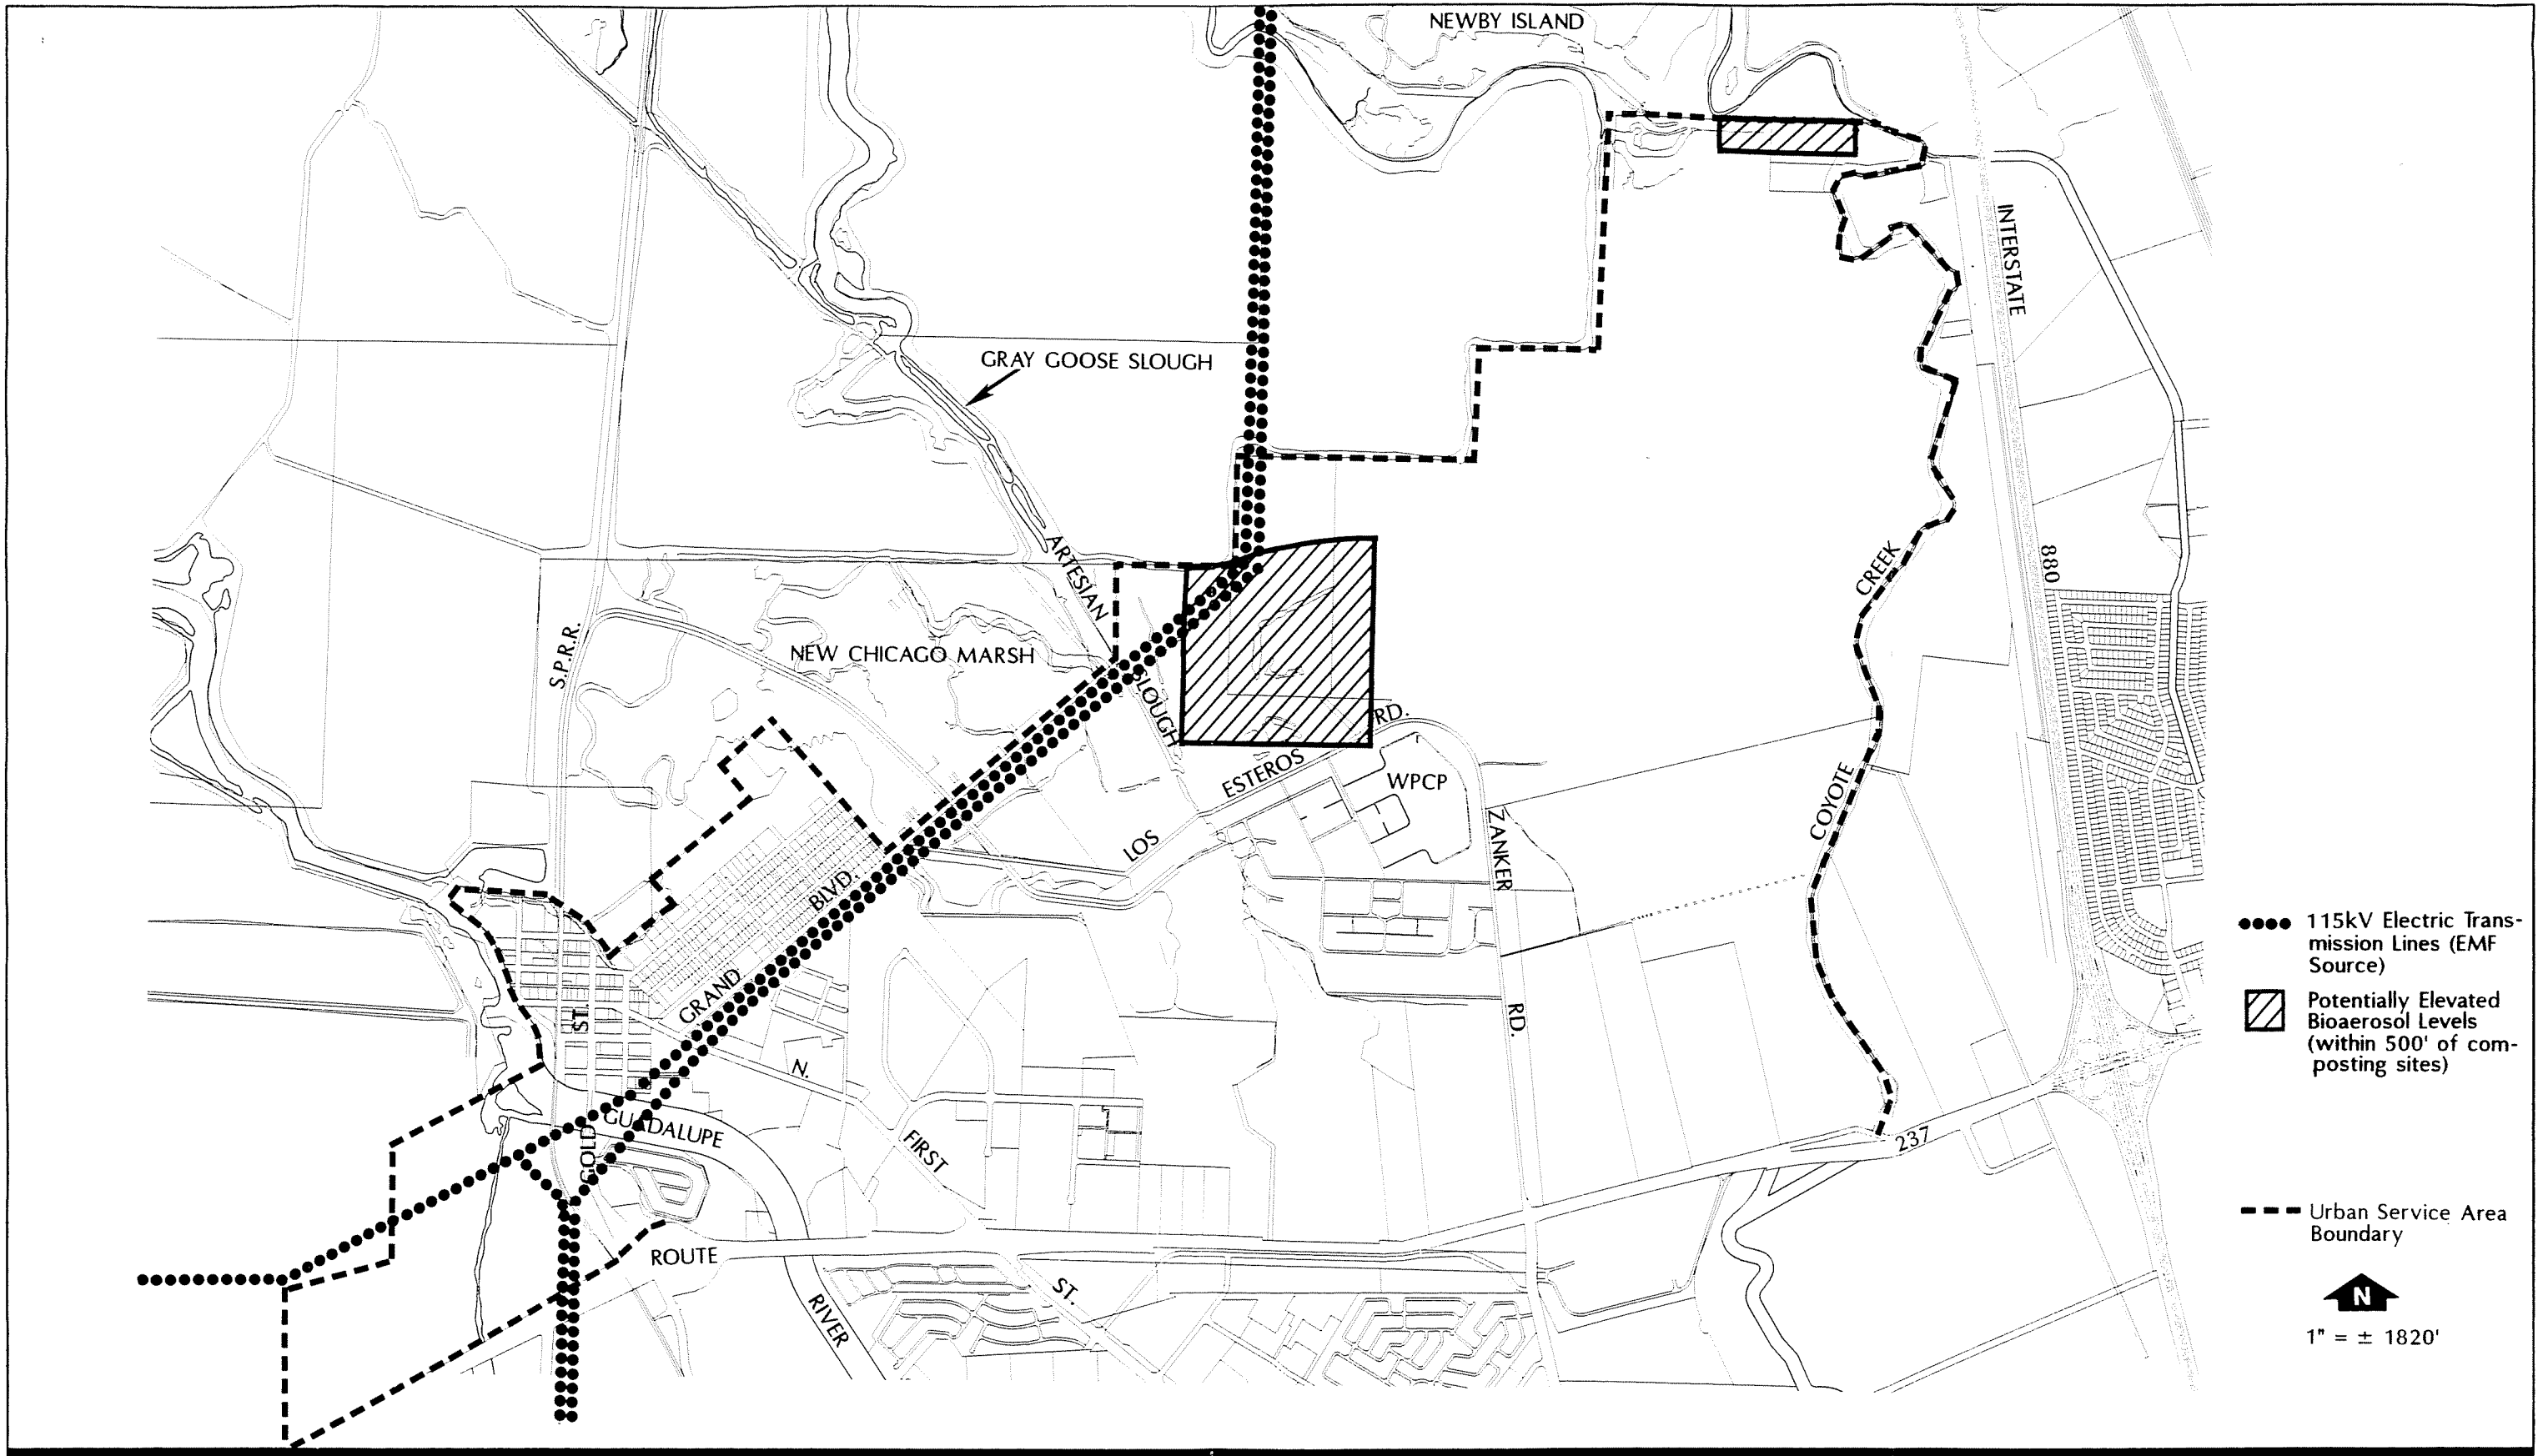 NEWBY ISLAND
INTERSTATE
880
GRAY GOOSE SLOUGH
ARTESIAN
SLOUGH
CREEK
COYOTE
S.P.R.R.
NEW CHICAGO MARSH
RD.
ESTEROS
LOS
WPCP
ZANKER
RD.
BLVD.
GRAND
ST.
GOLD
N.
FIRST
ST.
GUADALUPE
RIVER
ROUTE
237
115kV Electric Trans-
mission Lines (EMF
Source)
Potentially Elevated
Bioaerosol Levels
(within 500' of com-
posting sites)
Urban Service Area
Boundary
N
1" = ± 1820'